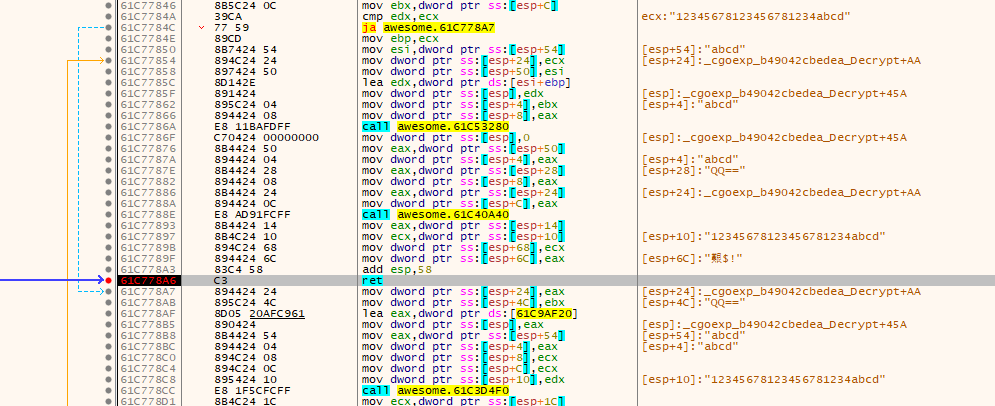 61C77846 8B5C24 0C mov ebx,dword ptr ss:[esp+C]
61C7784A 39CA cmp edx,ecx ecx:"12345678123456781234abcd"
61C7784C 77 59 ja awesome.61C778A7
61C7784E 89CD mov ebp,ecx
61C77850 8B7424 54 mov esi,dword ptr ss:[esp+54] [esp+54]:"abcd"
61C77854 894C24 24 mov dword ptr ss:[esp+24],ecx [esp+24]:_cgoexp_b49042cbedea_Decrypt+AA
61C77858 897424 50 mov dword ptr ss:[esp+50],esi
61C7785C 8D142E lea edx,dword ptr ds:[esi+ebp]
61C7785F 891424 mov dword ptr ss:[esp],edx [esp]:_cgoexp_b49042cbedea_Decrypt+45A
61C77862 895C24 04 mov dword ptr ss:[esp+4],ebx [esp+4]:"abcd"
61C77866 894424 08 mov dword ptr ss:[esp+8],eax
61C7786A E8 11BAFDFF call awesome.61C53280
61C7786F C70424 00000000 mov dword ptr ss:[esp],0 [esp]:_cgoexp_b49042cbedea_Decrypt+45A
61C77876 8B4424 50 mov eax,dword ptr ss:[esp+50]
61C7787A 894424 04 mov dword ptr ss:[esp+4],eax [esp+4]:"abcd"
61C7787E 8B4424 28 mov eax,dword ptr ss:[esp+28] [esp+28]:"QQ=="
61C77882 894424 08 mov dword ptr ss:[esp+8],eax
61C77886 8B4424 24 mov eax,dword ptr ss:[esp+24] [esp+24]:_cgoexp_b49042cbedea_Decrypt+AA
61C7788A 894424 0C mov dword ptr ss:[esp+C],eax
61C7788E E8 AD91FCFF call awesome.61C40A40
61C77893 8B4424 14 mov eax,dword ptr ss:[esp+14]
61C77897 8B4C24 10 mov ecx,dword ptr ss:[esp+10] [esp+10]:"12345678123456781234abcd"
61C7789B 894C24 68 mov dword ptr ss:[esp+68],ecx
61C7789F 894424 6C mov dword ptr ss:[esp+6C],eax
61C778A3 83C4 58 add esp,58
61C778A6 C3 ret
61C778A7 894424 24 mov dword ptr ss:[esp+24],eax [esp+24]:_cgoexp_b49042cbedea_Decrypt+AA
61C778AB 895C24 4C mov dword ptr ss:[esp+4C],ebx [esp+4C]:"QQ=="
61C778AF 8D05 20AFC961 lea eax,dword ptr ds:[61C9AF20]
61C778B5 890424 mov dword ptr ss:[esp],eax [esp]:_cgoexp_b49042cbedea_Decrypt+45A
61C778B8 8B4424 54 mov eax,dword ptr ss:[esp+54] [esp+54]:"abcd"
61C778BC 894424 04 mov dword ptr ss:[esp+4],eax [esp+4]:"abcd"
61C778C0 894C24 08 mov dword ptr ss:[esp+8],ecx
61C778C4 894C24 0C mov dword ptr ss:[esp+C],ecx
61C778C8 895424 10 mov dword ptr ss:[esp+10],edx [esp+10]:"12345678123456781234abcd"
61C778CC E8 1F5CFCFF call awesome.61C3D4F0
61C778D1 8B4C24 1C mov ecx,dword ptr ss:[esp+1C]